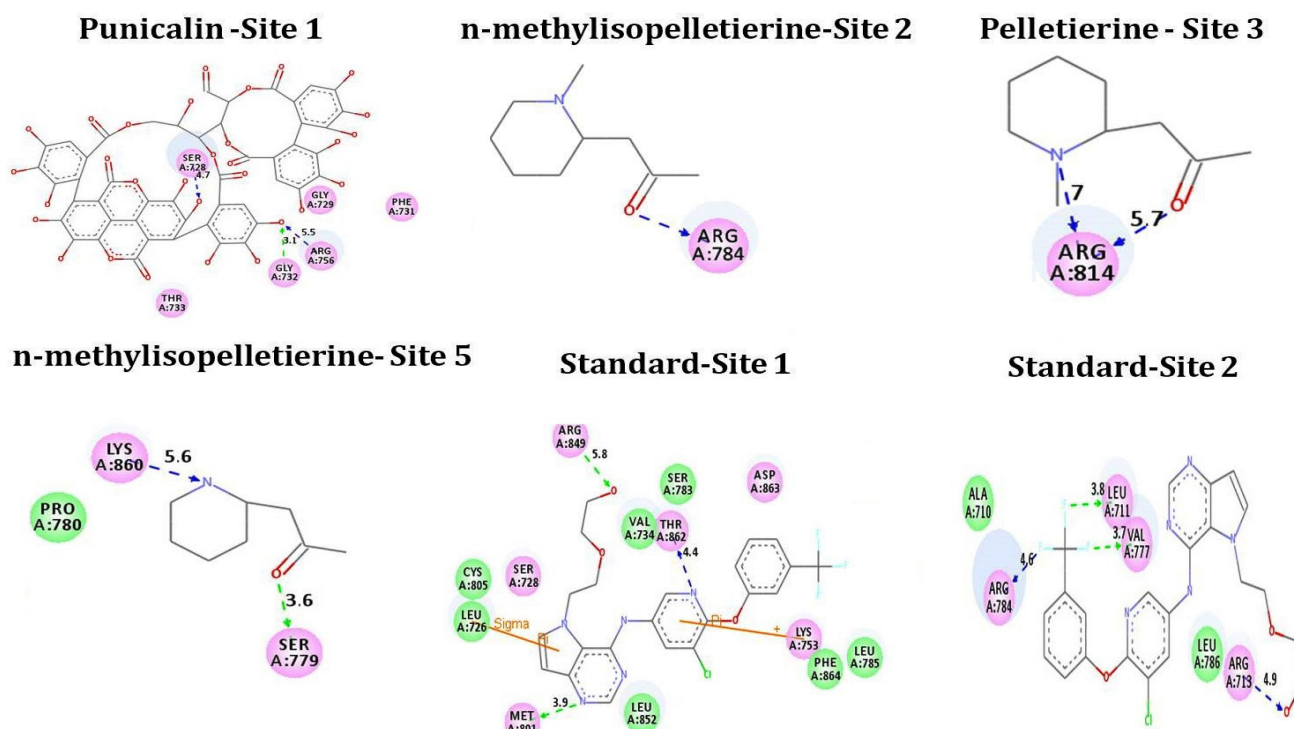 Punicalin -Site 1
n-methylisopelletierine-Site 2
Pelletierine - Site 3
SER
A:728
4.7
GLY
A:729
PHE
A:731
5.5
3.1
ARG
A:756
GLY
A:732
THR
A:733
O
N
ARG
A:784
O
N
7
5.7
ARG
A:814
n-methylisopelletierine- Site 5
Standard-Site 1
Standard-Site 2
LYS
A:860
5.6
N
PRO
A:780
O
3.6
SER
A:779
ARG
A:849
5.8
SER
A:783
ASP
A:863
VAL
A:734
THR
A:862
4.4
CYS
A:805
SER
A:728
LEU
A:726
Sigma
Pi
Pi
+
LYS
A:753
PHE
A:864
LEU
A:785
Cl
3.9
MET
LEU
A:852
ALA
A:710
3.8
LEU
A:711
3.7
VAL
A:777
4.6
ARG
A:784
LEU
A:786
ARG
A:713
4.9
Cl